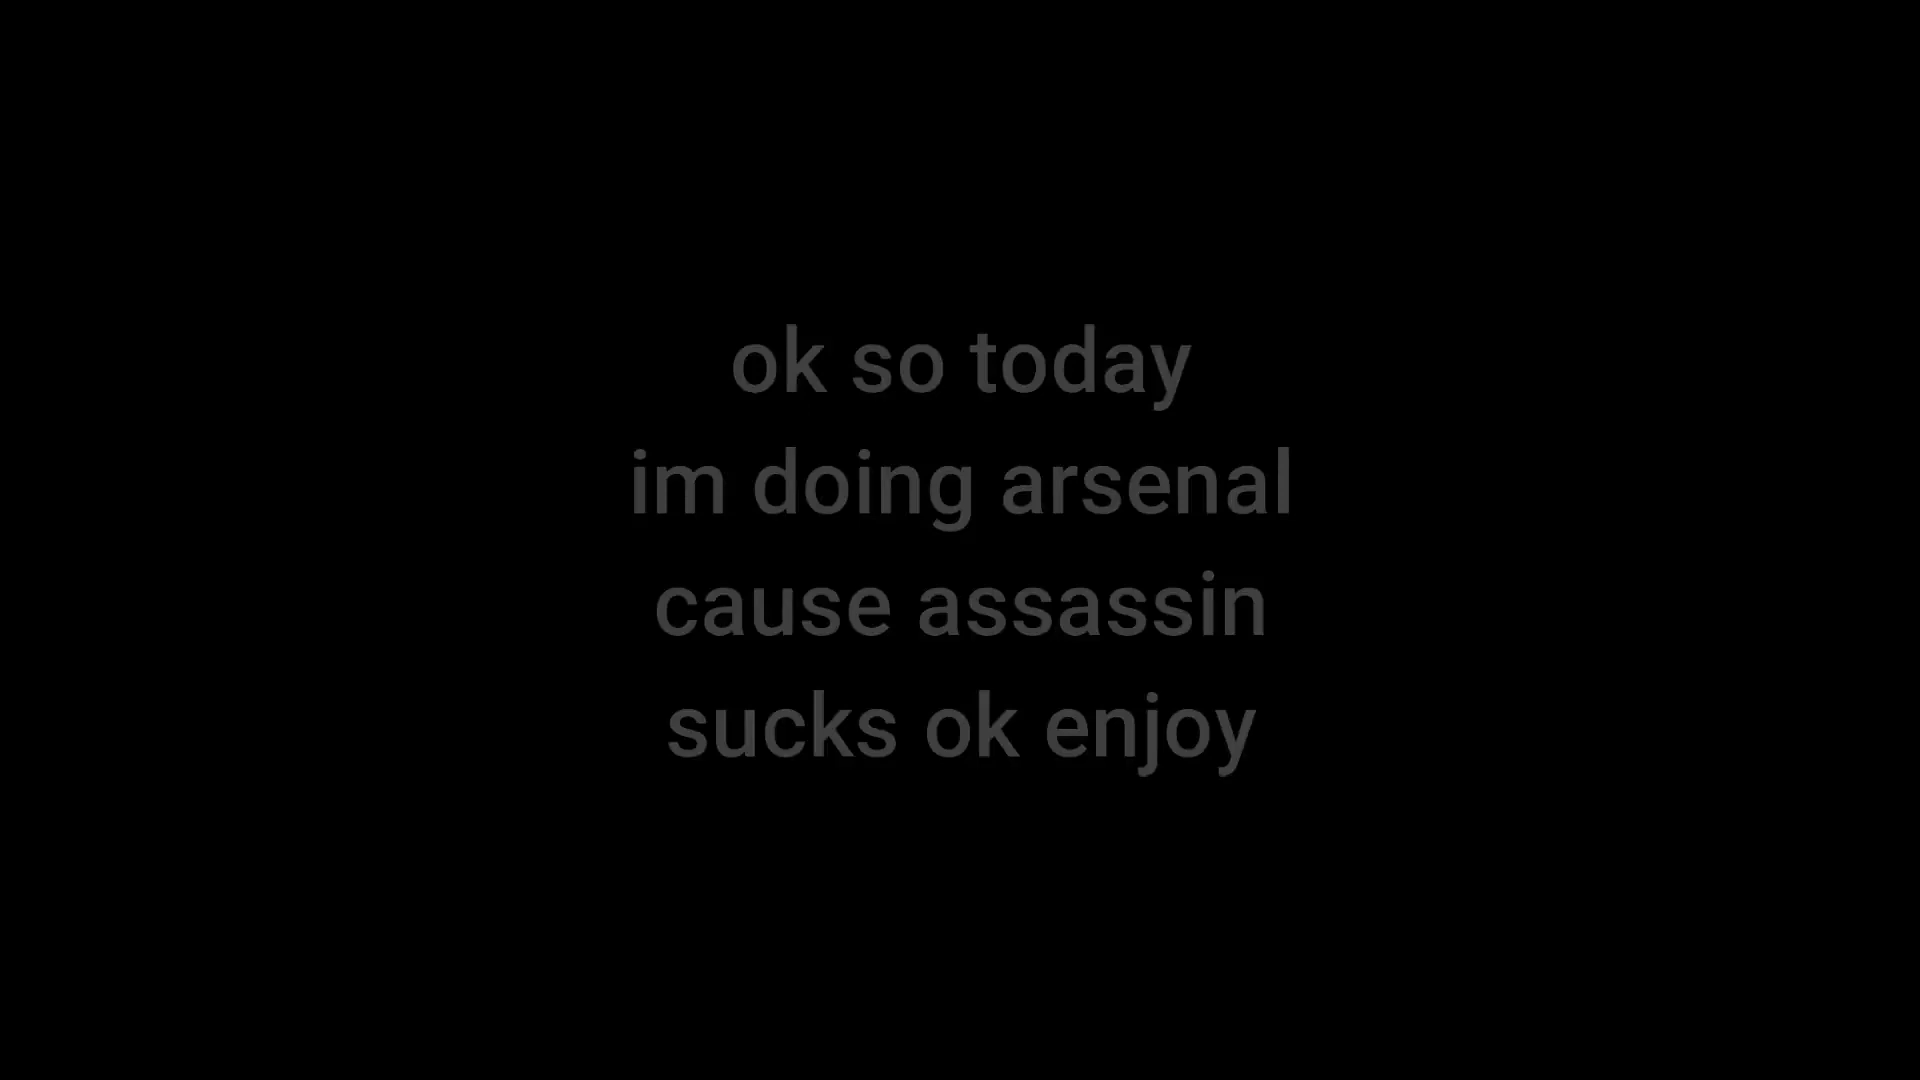 ok so today
im doing arsenal
cause assassin
sucks ok enjoy